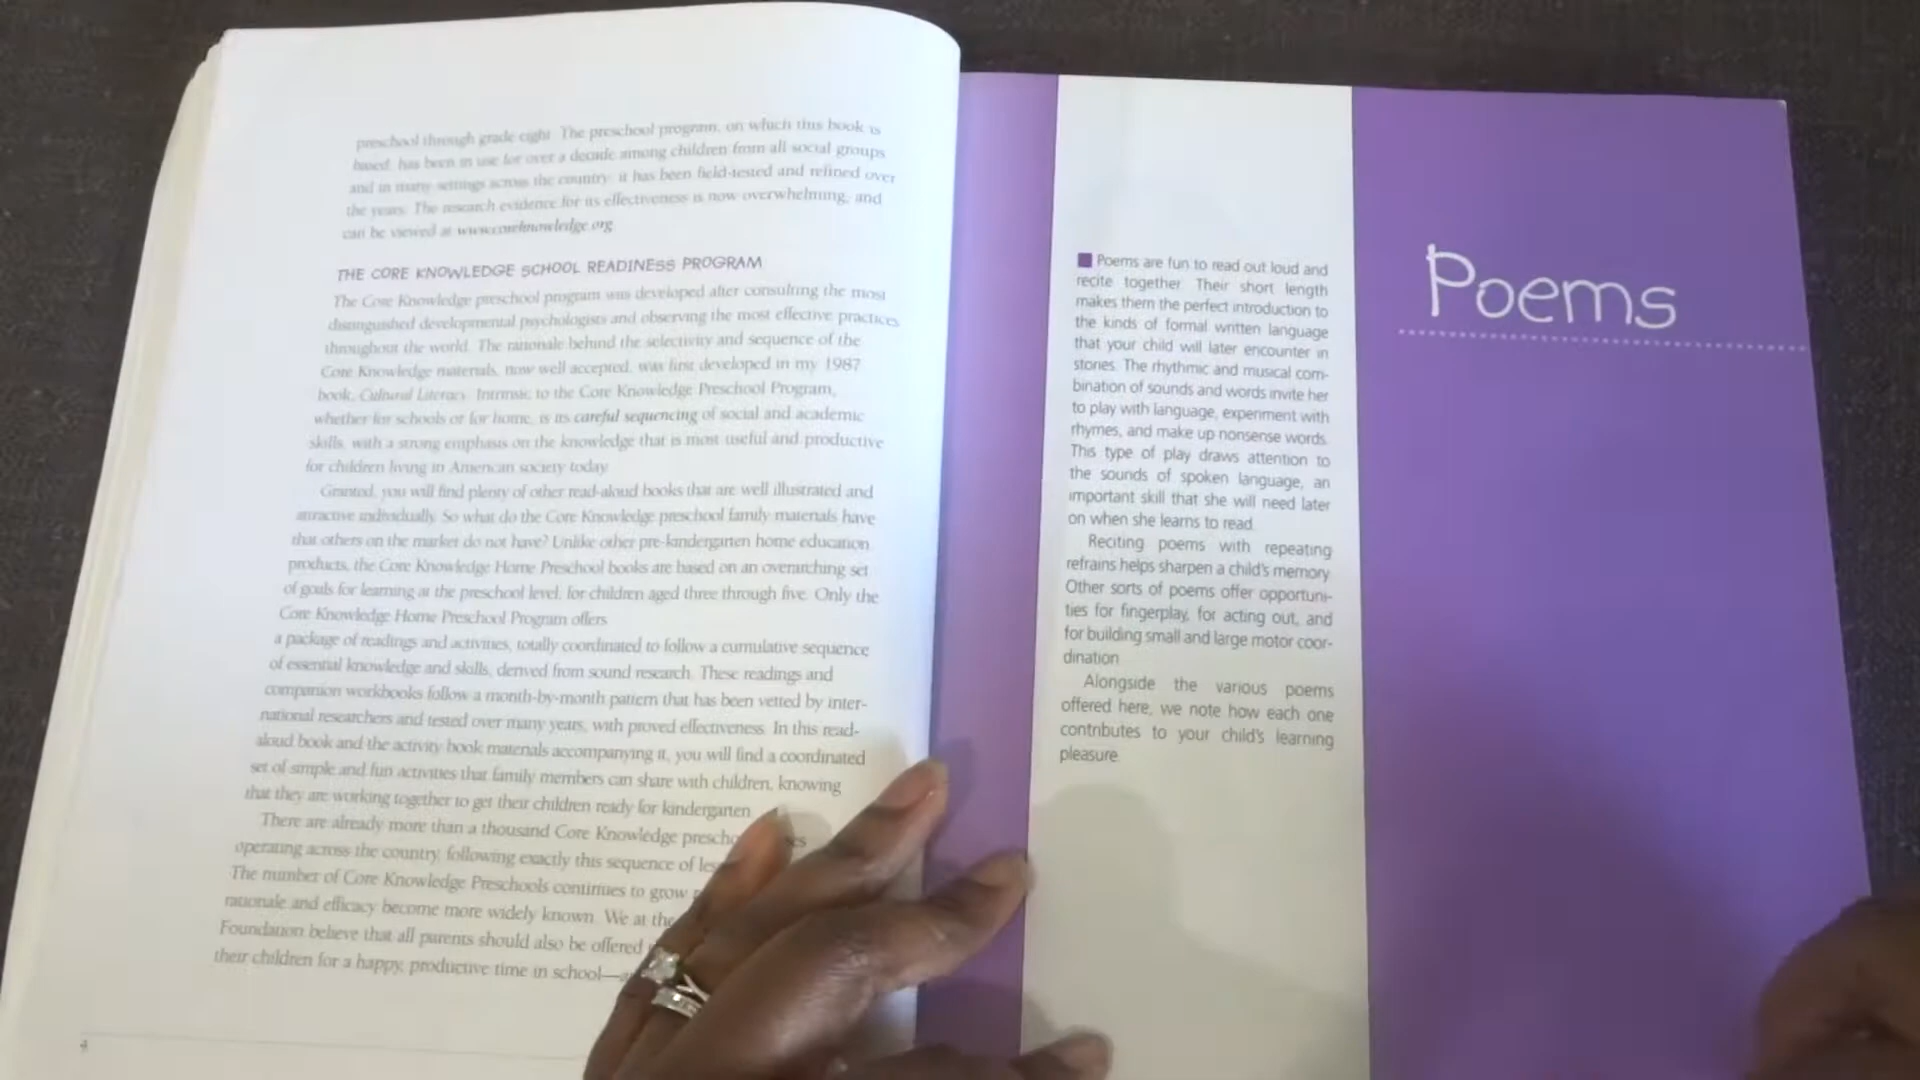 preschool through grade eight. The preschool program, on which this book is
based, has been in use for over a decade among children from all social groups
and in many settings across the country: it has been field-tested and refined over
the years. The research evidence for its effectiveness is now overwhelming, and
can be viewed at www.coreknowledge.org
THE CORE KNOWLEDGE SCHOOL READINESS PROGRAM
The Core Knowledge preschool program was developed after consulting the most
distinguished developmental psychologists and observing the most effective practices
throughout the world. The rationale behind the selectivity and sequence of the
Core Knowledge materials, now well accepted, was first developed in my 1987
book, Cultural Literacy. Intrinsic to the Core Knowledge Preschool Program,
whether for schools or for home, is its careful sequencing of social and academic
skills, with a strong emphasis on the knowledge that is most useful and productive
for children living in American society today.
Granted, you will find plenty of other read-aloud books that are well illustrated and
attractive individually. So what do the Core Knowledge preschool family materials have
that others on the market do not have? Unlike other pre-kindergarten home education
products, the Core Knowledge Home Preschool books are based on an overarching set
of goals for learning at the preschool level, for children aged three through five. Only the
Core Knowledge Home Preschool Program offers
a package of readings and activities, totally coordinated to follow a cumulative sequence
of essential knowledge and skills, derived from sound research. These readings and
companion workbooks follow a month-by-month pattern that has been vetted by inter-
national researchers and tested over many years, with proved effectiveness. In this read-
aloud book and the activity book materials accompanying it, you will find a coordinated
set of simple and fun activities that family members can share with children, knowing
that they are working together to get their children ready for kindergarten.
There are already more than a thousand Core Knowledge
operating across the country, following exactly this sequence of
The number of Core Knowledge Preschools continues to grow
rationale and efficacy become more widely known. We at the
Foundation believe that all parents should also be offered
their children for a happy, productive time in school—
4
Poems are fun to read out loud and
recite together. Their short length
makes them the perfect introduction to
the kinds of formal written language
that your child will later encounter in
stories. The rhythmic and musical com-
bination of sounds and words invite her
to play with language, experiment with
rhymes, and make up nonsense words.
This type of play draws attention to
the sounds of spoken language, an
important skill that she will need later
on when she learns to read.
Reciting poems with repeating
refrains helps sharpen a child's memory.
Other sorts of poems offer opportuni-
ties for fingerplay, for acting out, and
for building small and large motor coor-
dination.
Alongside the various poems
offered here, we note how each one
contributes to your child's learning
pleasure.
Poems